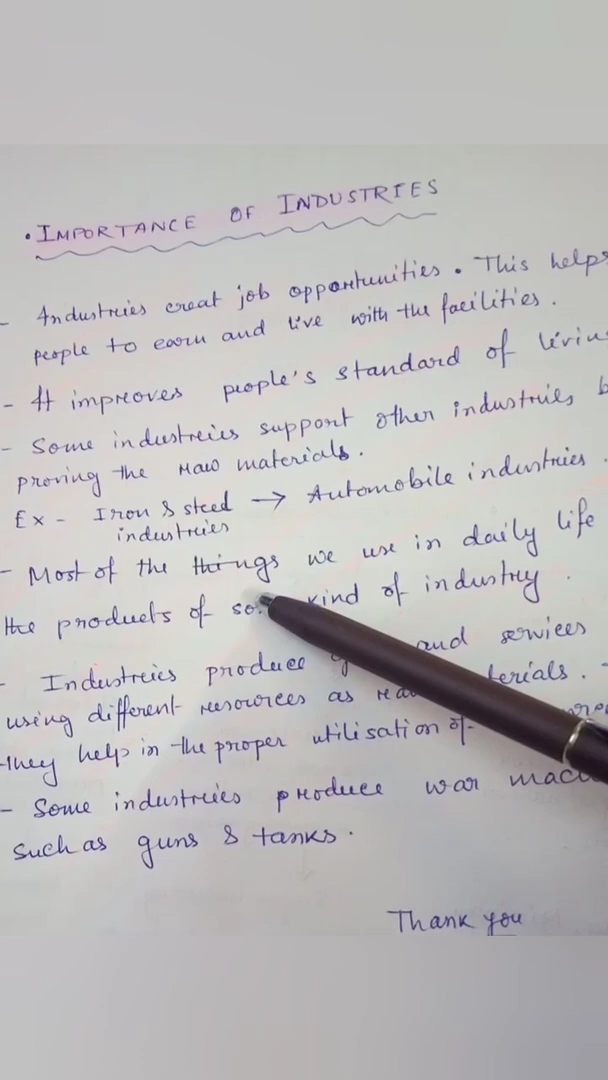 • IMPORTANCE OF INDUSTRIES
- Industries creat job opportunities. This helps
people to earn and live with the facilities.
- It improves people's standard of
- Some industries support other industries
proving the raw materials.
Ex - Iron & steel → Automobile industries.
industries
- Most of the things we use in daily life
the products of kind of industry.
- Industries produce and services
using different resources as
they help in the proper utilisation of
- Some industries produce war
such as guns & tanks.
Thank you